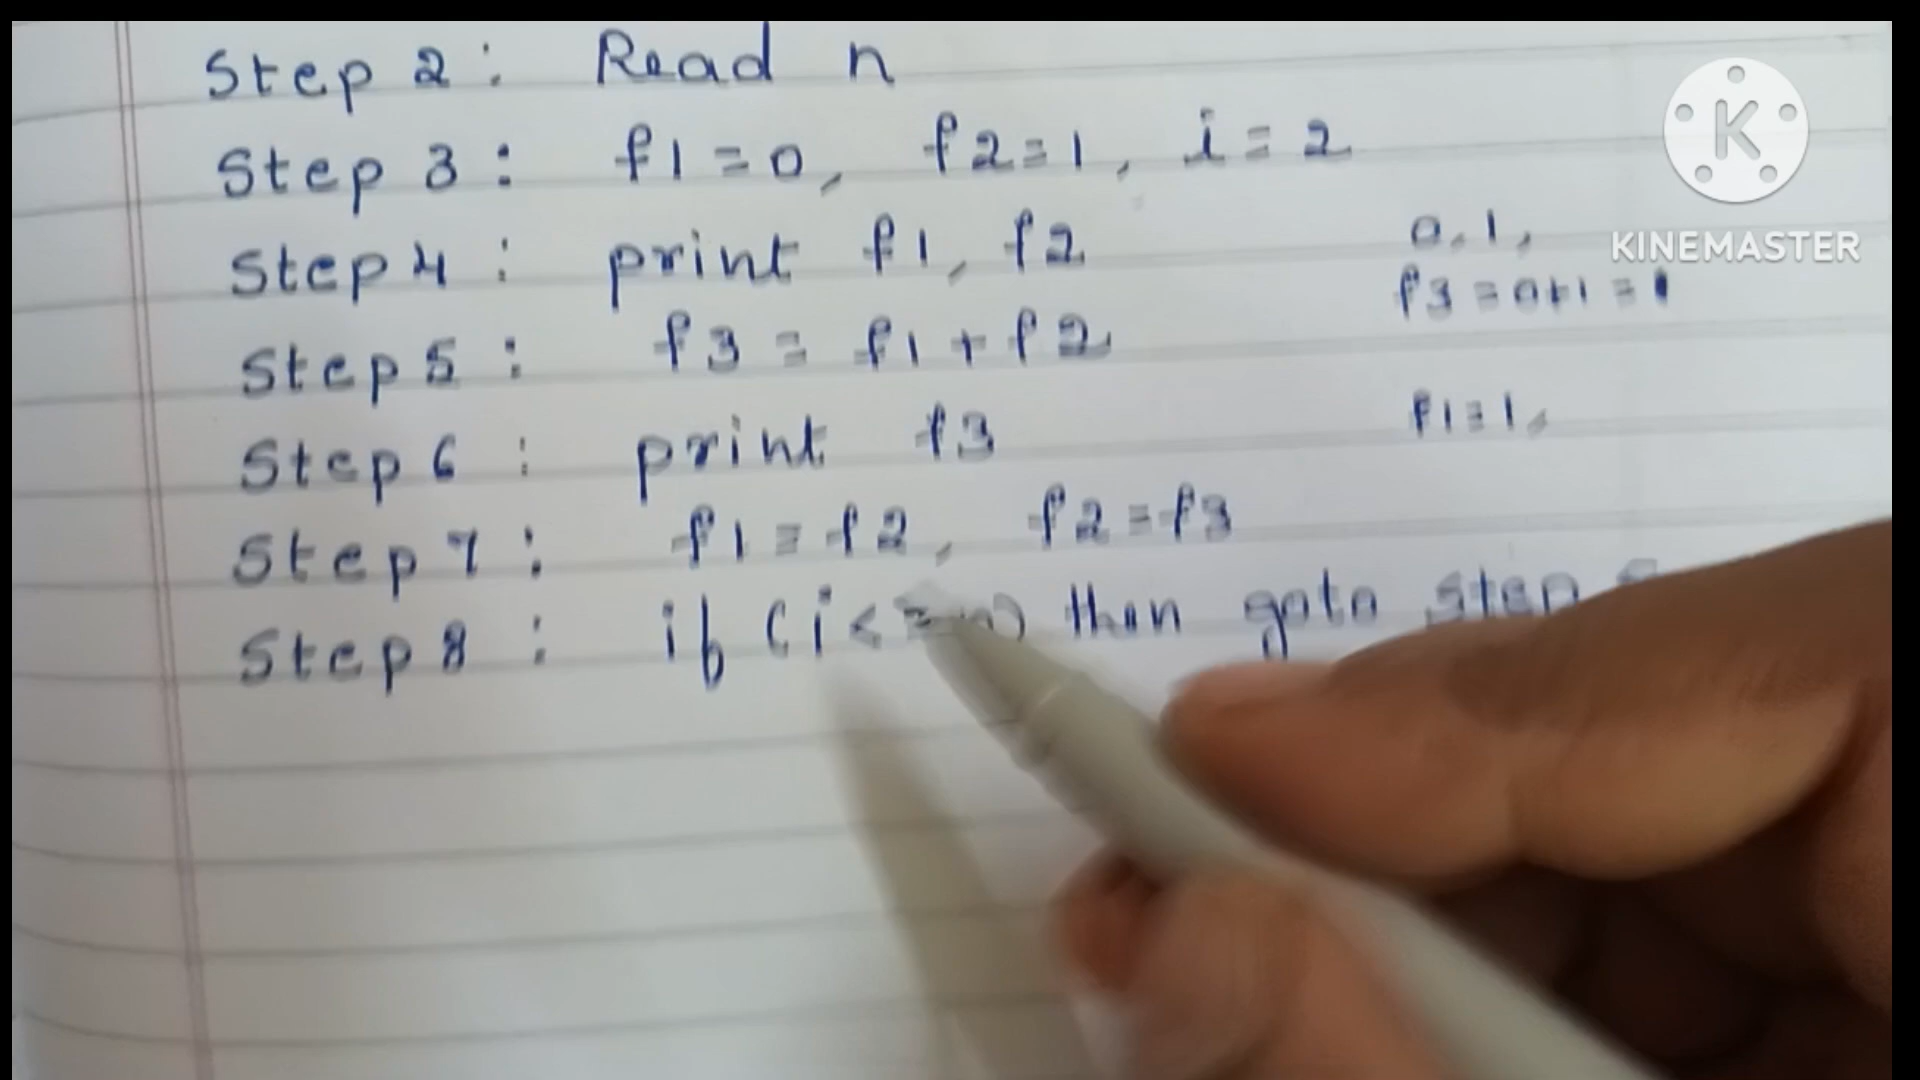 Step 2: Read n
Step 3: f1=0, f2=1, i=2
Step 4: print f1, f2
0, 1,
f3=0+1=1
Step 5: f3 = f1+f2
Step 6: print f3
f1=1,
Step 7: f1=f2, f2=f3
Step 8: if (i<=n) then goto step
K
KINEMASTER